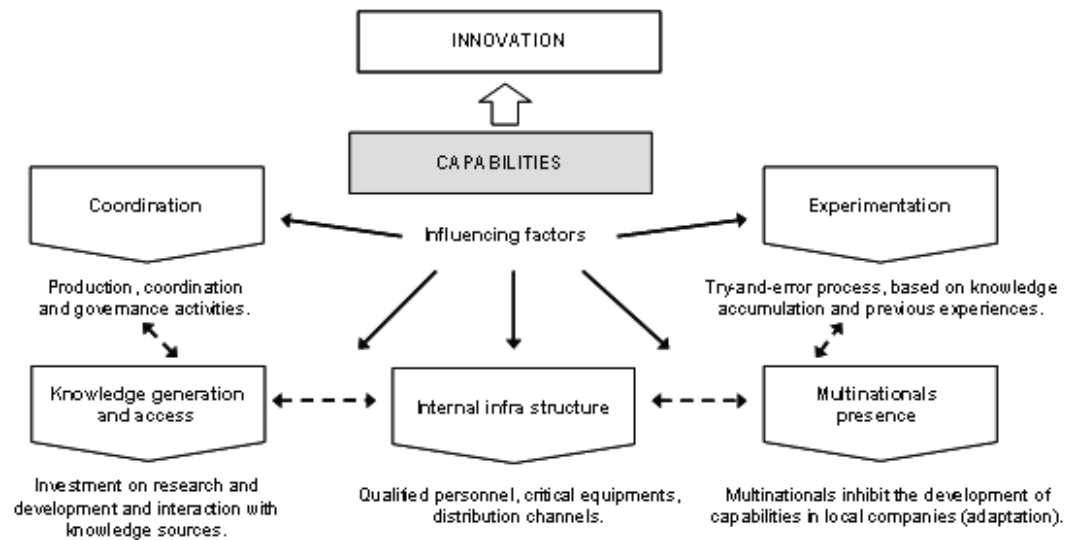 INNOVATION
CAPABILITIES
Coordination
Influencing factors
Experimentation
Production, coordination
and governance activities.
Try-and-error process, based on knowledge
accumulation and previous experiences.
Knowledge generation
and access
Internal infra structure
Multinationals
presence
Investment on research and
development and interaction with
knowledge sources.
Qualified personnel, critical equipments,
distribution channels.
Multinationals inhibit the development of
capabilities in local companies (adaptation).